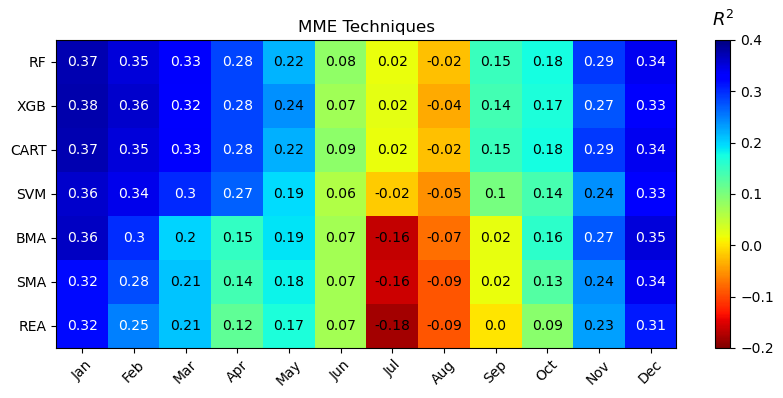 MME Techniques
R²
RF 0.37 0.35 0.33 0.28 0.22 0.08 0.02 -0.02 0.15 0.18 0.29 0.34
XGB 0.38 0.36 0.32 0.28 0.24 0.07 0.02 -0.04 0.14 0.17 0.27 0.33
CART 0.37 0.35 0.33 0.28 0.22 0.09 0.02 -0.02 0.15 0.18 0.29 0.34
SVM 0.36 0.34 0.3 0.27 0.19 0.06 -0.02 -0.05 0.1 0.14 0.24 0.33
BMA 0.36 0.3 0.2 0.15 0.19 0.07 -0.16 -0.07 0.02 0.16 0.27 0.35
SMA 0.32 0.28 0.21 0.14 0.18 0.07 -0.16 -0.09 0.02 0.13 0.24 0.34
REA 0.32 0.25 0.21 0.12 0.17 0.07 -0.18 -0.09 0.0 0.09 0.23 0.31
Jan Feb Mar Apr May Jun Jul Aug Sep Oct Nov Dec
0.4
0.3
0.2
0.1
0.0
−0.1
−0.2